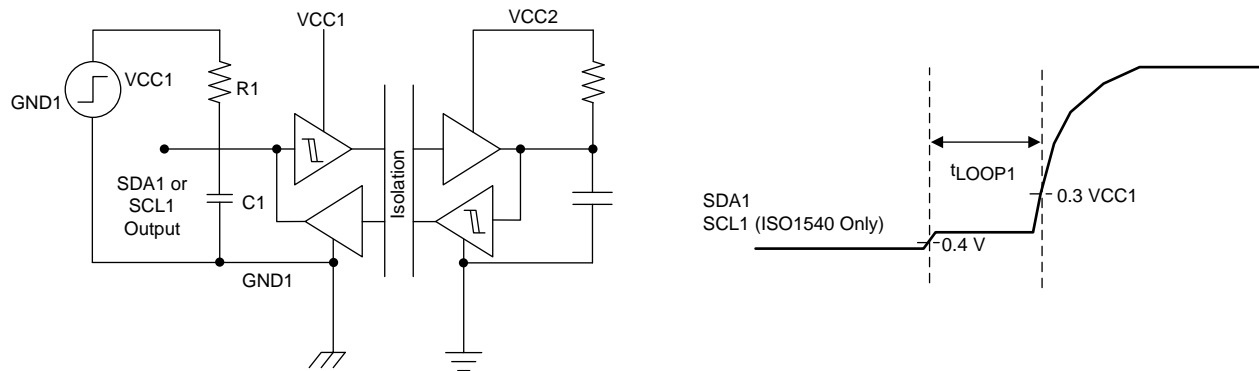 VCC1
VCC2
VCC1
GND1
R1
SDA1 or
SCL1
Output
C1
Isolation
GND1
tLOOP1
0.3 VCC1
SDA1
SCL1 (ISO1540 Only)
0.4 V